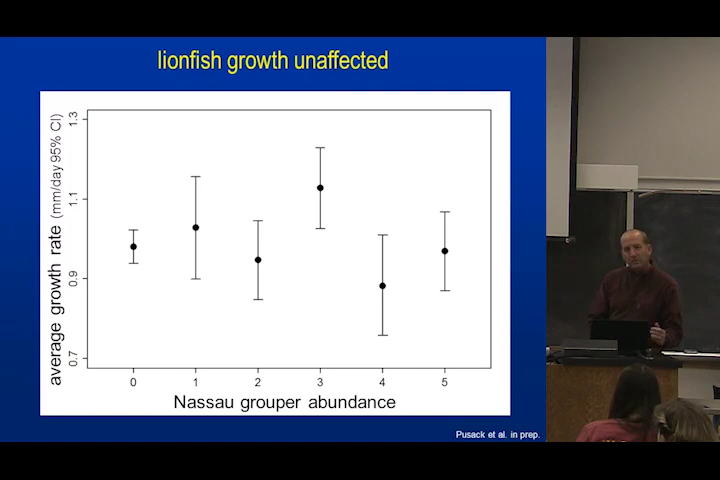 lionfish growth unaffected
average growth rate (mm/day 95% CI)
1.3
1.1
0.9
0.7
0 1 2 3 4 5
Nassau grouper abundance
Pusack et al. in prep.